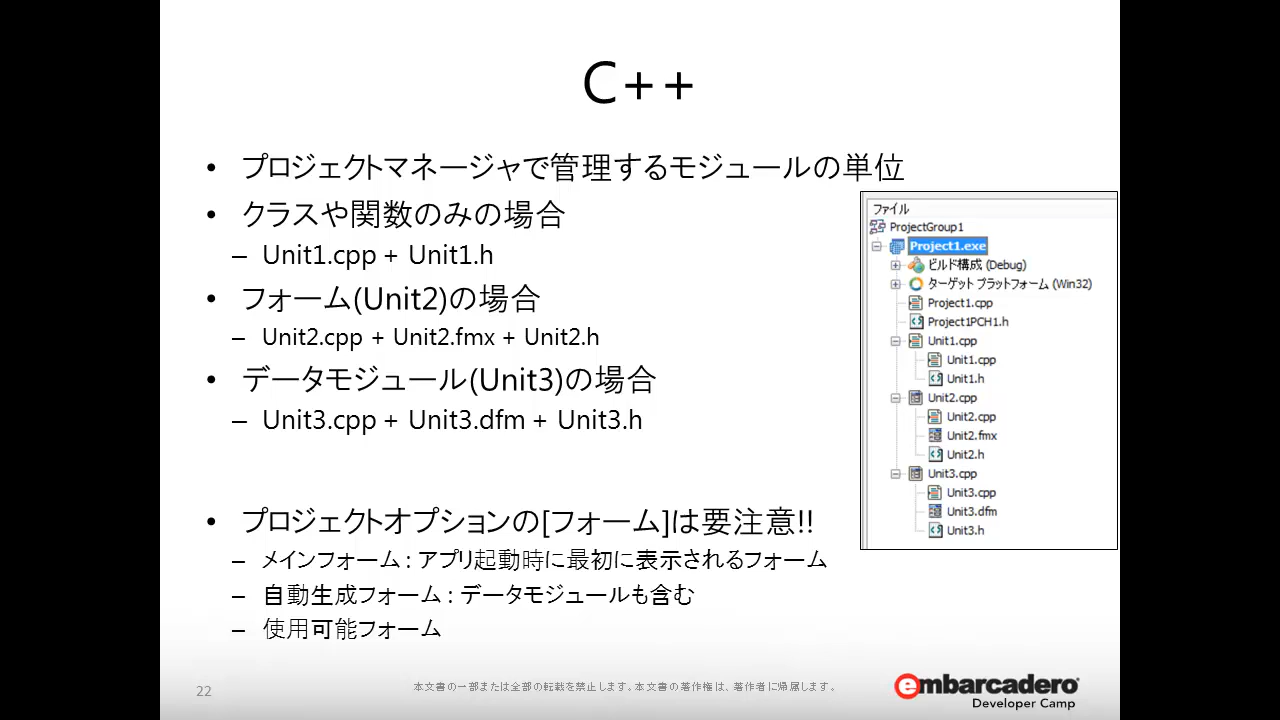 C++
• プロジェクトマネージャで管理するモジュールの単位
• クラスや関数のみの場合
– Unit1.cpp + Unit1.h
• フォーム(Unit2)の場合
– Unit2.cpp + Unit2.fmx + Unit2.h
• データモジュール(Unit3)の場合
– Unit3.cpp + Unit3.dfm + Unit3.h
• プロジェクトオプションの[フォーム]は要注意!!
– メインフォーム : アプリ起動時に最初に表示されるフォーム
– 自動生成フォーム : データモジュールも含む
– 使用可能フォーム
ファイル
ProjectGroup1
Project1.exe
ビルド構成 (Debug)
ターゲット プラットフォーム (Win32)
Project1.cpp
Project1PCH1.h
Unit1.cpp
Unit1.cpp
Unit1.h
Unit2.cpp
Unit2.cpp
Unit2.fmx
Unit2.h
Unit3.cpp
Unit3.cpp
Unit3.dfm
Unit3.h
22
本文書の一部または全部の転載を禁止します。本文書の著作権は、著作者に帰属します。
embarcadero
Developer Camp